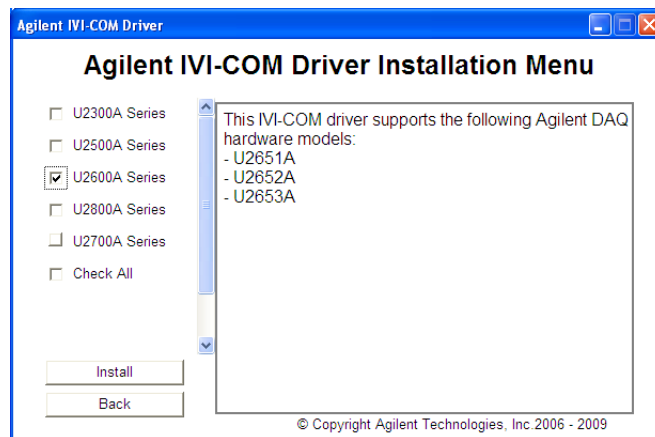 Agilent IVI-COM Driver
Agilent IVI-COM Driver Installation Menu
U2300A Series
U2500A Series
U2600A Series
U2800A Series
U2700A Series
Check All
This IVI-COM driver supports the following Agilent DAQ
hardware models:
- U2651A
- U2652A
- U2653A
Install
Back
© Copyright Agilent Technologies, Inc.2006 - 2009